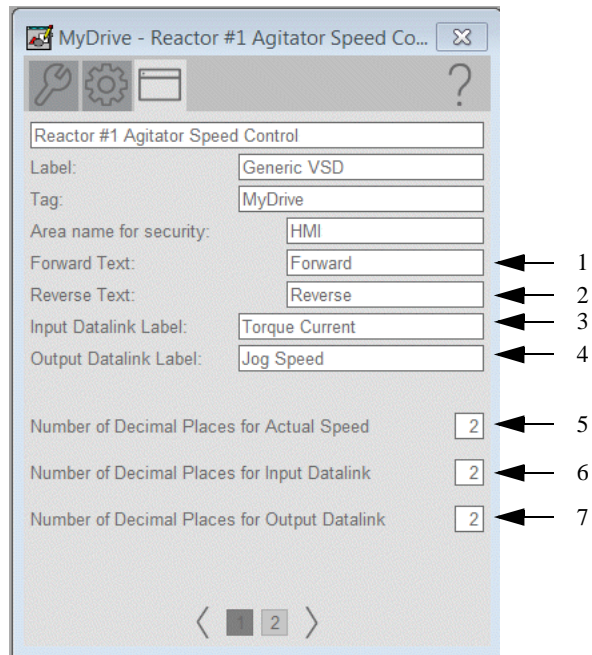 MyDrive - Reactor #1 Agitator Speed Co...
?
Reactor #1 Agitator Speed Control
Label: Generic VSD
Tag: MyDrive
Area name for security: HMI
Forward Text: Forward 1
Reverse Text: Reverse 2
Input Datalink Label: Torque Current 3
Output Datalink Label: Jog Speed 4
Number of Decimal Places for Actual Speed 2 5
Number of Decimal Places for Input Datalink 2 6
Number of Decimal Places for Output Datalink 2 7
1 2